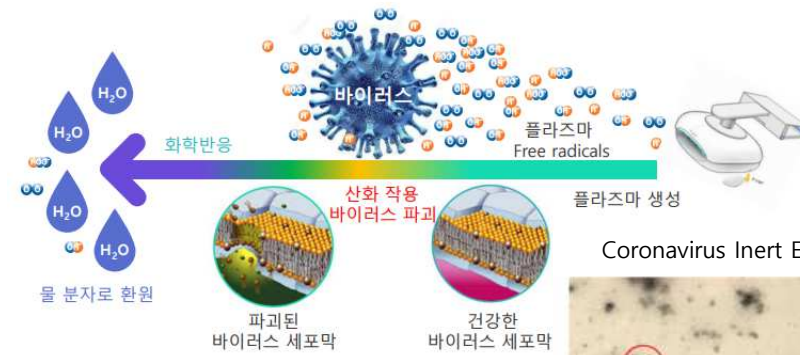 바이러스
H₂O
H₂O
H₂O
H₂O
화학반응
플라즈마
Free radicals
산화 작용
바이러스 파괴
플라즈마 생성
물 분자로 환원
파괴된
바이러스 세포막
건강한
바이러스 세포막
Coronavirus Inert E